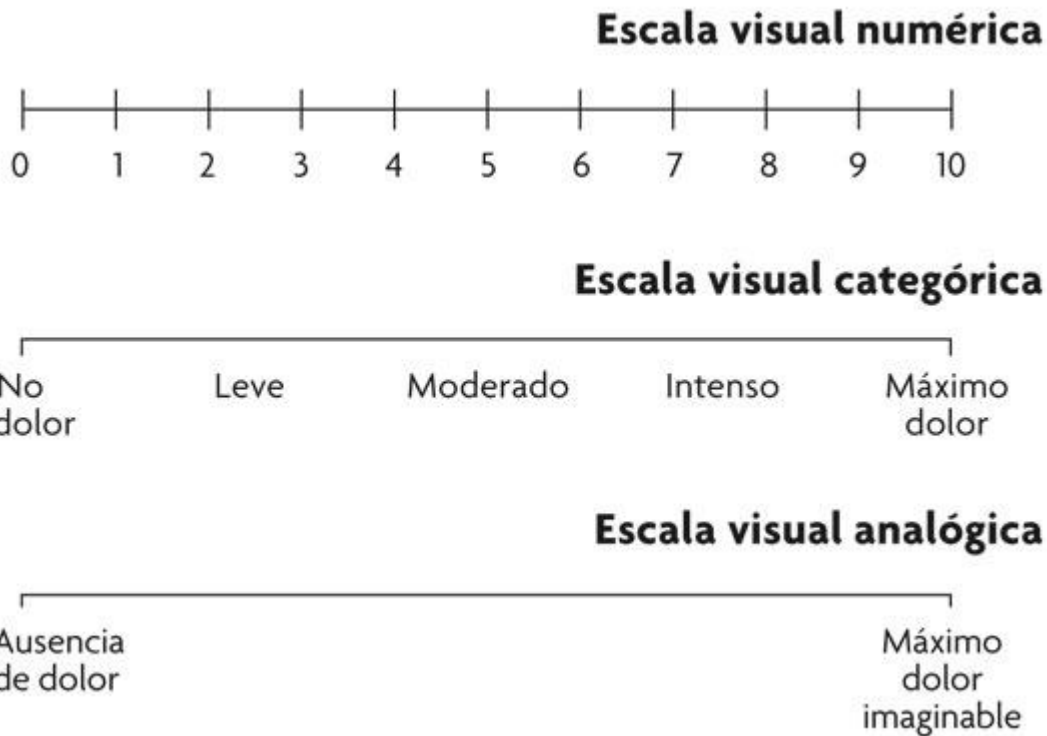 Escala visual numérica
0 1 2 3 4 5 6 7 8 9 10
Escala visual categórica
No dolor Leve Moderado Intenso Máximo dolor
Escala visual analógica
Ausencia de dolor Máximo dolor imaginable